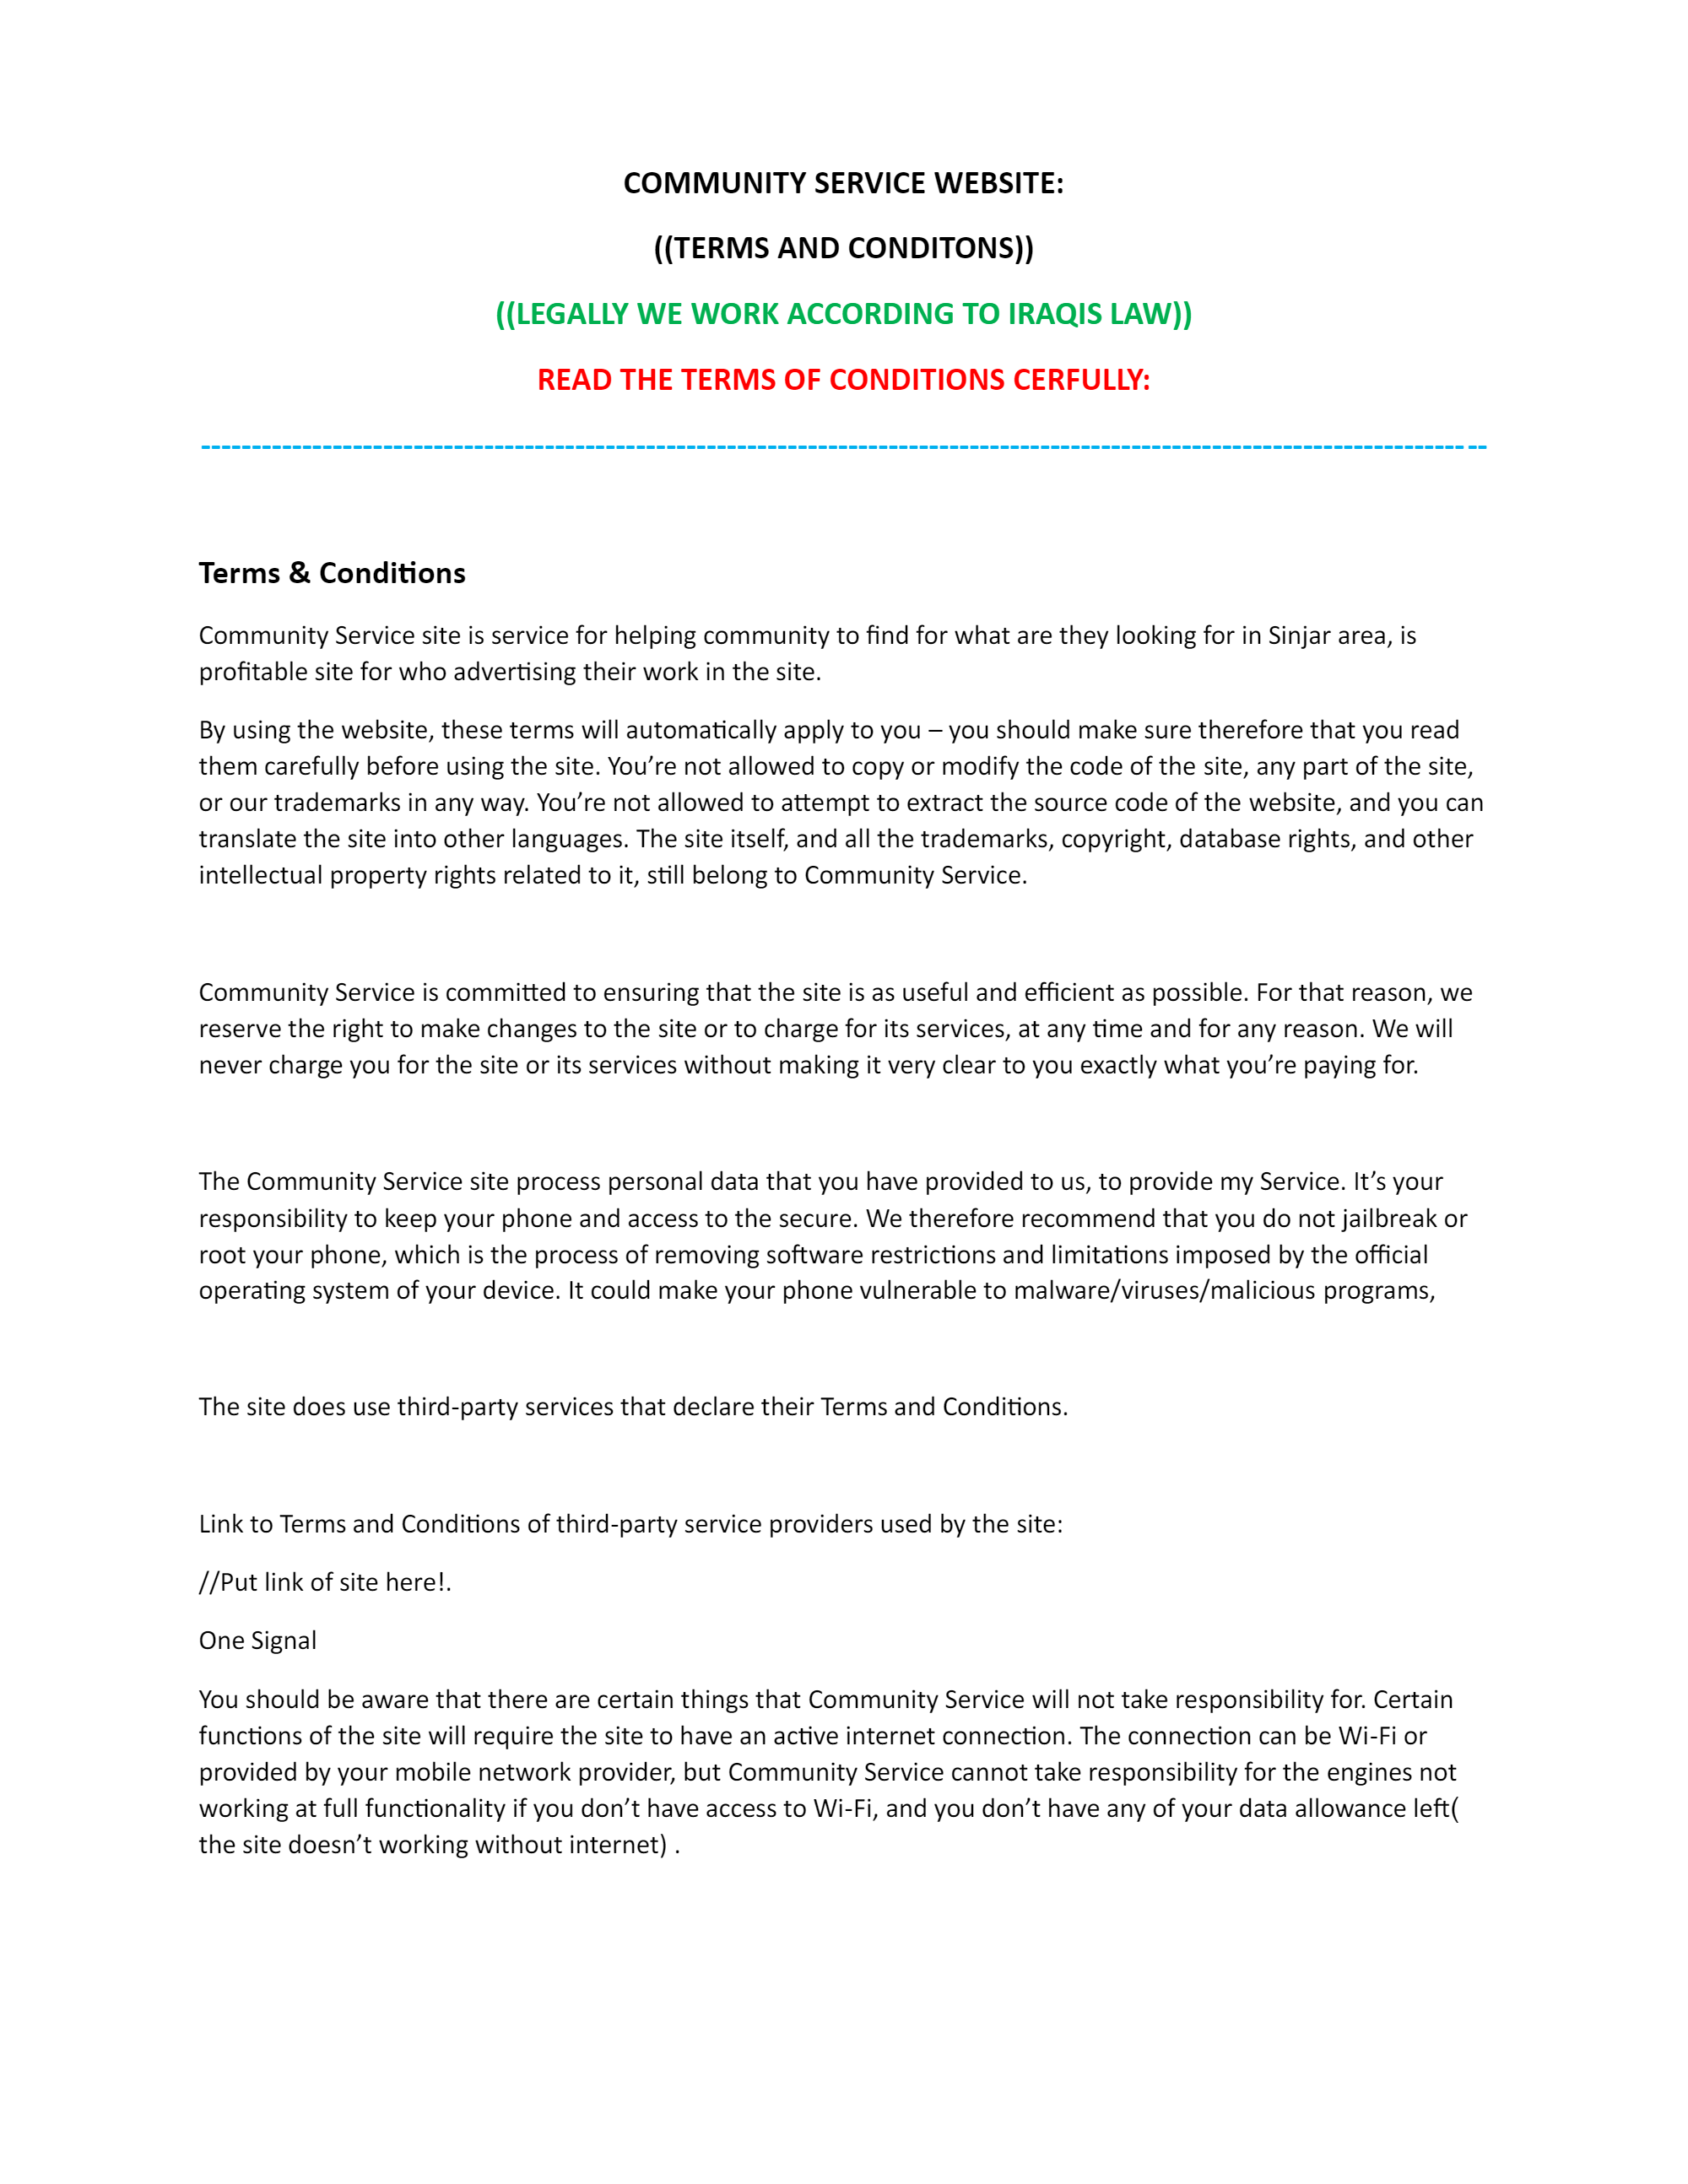 COMMUNITY SERVICE WEBSITE:
((TERMS AND CONDITONS))
((LEGALLY WE WORK ACCORDING TO IRAQIS LAW))
READ THE TERMS OF CONDITIONS CERFULLY:
Terms & Conditions
Community Service site is service for helping community to find for what are they looking for in Sinjar area, is
profitable site for who advertising their work in the site.
By using the website, these terms will automatically apply to you – you should make sure therefore that you read
them carefully before using the site. You’re not allowed to copy or modify the code of the site, any part of the site,
or our trademarks in any way. You’re not allowed to attempt to extract the source code of the website, and you can
translate the site into other languages. The site itself, and all the trademarks, copyright, database rights, and other
intellectual property rights related to it, still belong to Community Service.
Community Service is committed to ensuring that the site is as useful and efficient as possible. For that reason, we
reserve the right to make changes to the site or to charge for its services, at any time and for any reason. We will
never charge you for the site or its services without making it very clear to you exactly what you’re paying for.
The Community Service site process personal data that you have provided to us, to provide my Service. It’s your
responsibility to keep your phone and access to the secure. We therefore recommend that you do not jailbreak or
root your phone, which is the process of removing software restrictions and limitations imposed by the official
operating system of your device. It could make your phone vulnerable to malware/viruses/malicious programs,
The site does use third-party services that declare their Terms and Conditions.
Link to Terms and Conditions of third-party service providers used by the site:
//Put link of site here!.
One Signal
You should be aware that there are certain things that Community Service will not take responsibility for. Certain
functions of the site will require the site to have an active internet connection. The connection can be Wi-Fi or
provided by your mobile network provider, but Community Service cannot take responsibility for the engines not
working at full functionality if you don’t have access to Wi-Fi, and you don’t have any of your data allowance left(
the site doesn’t working without internet) .